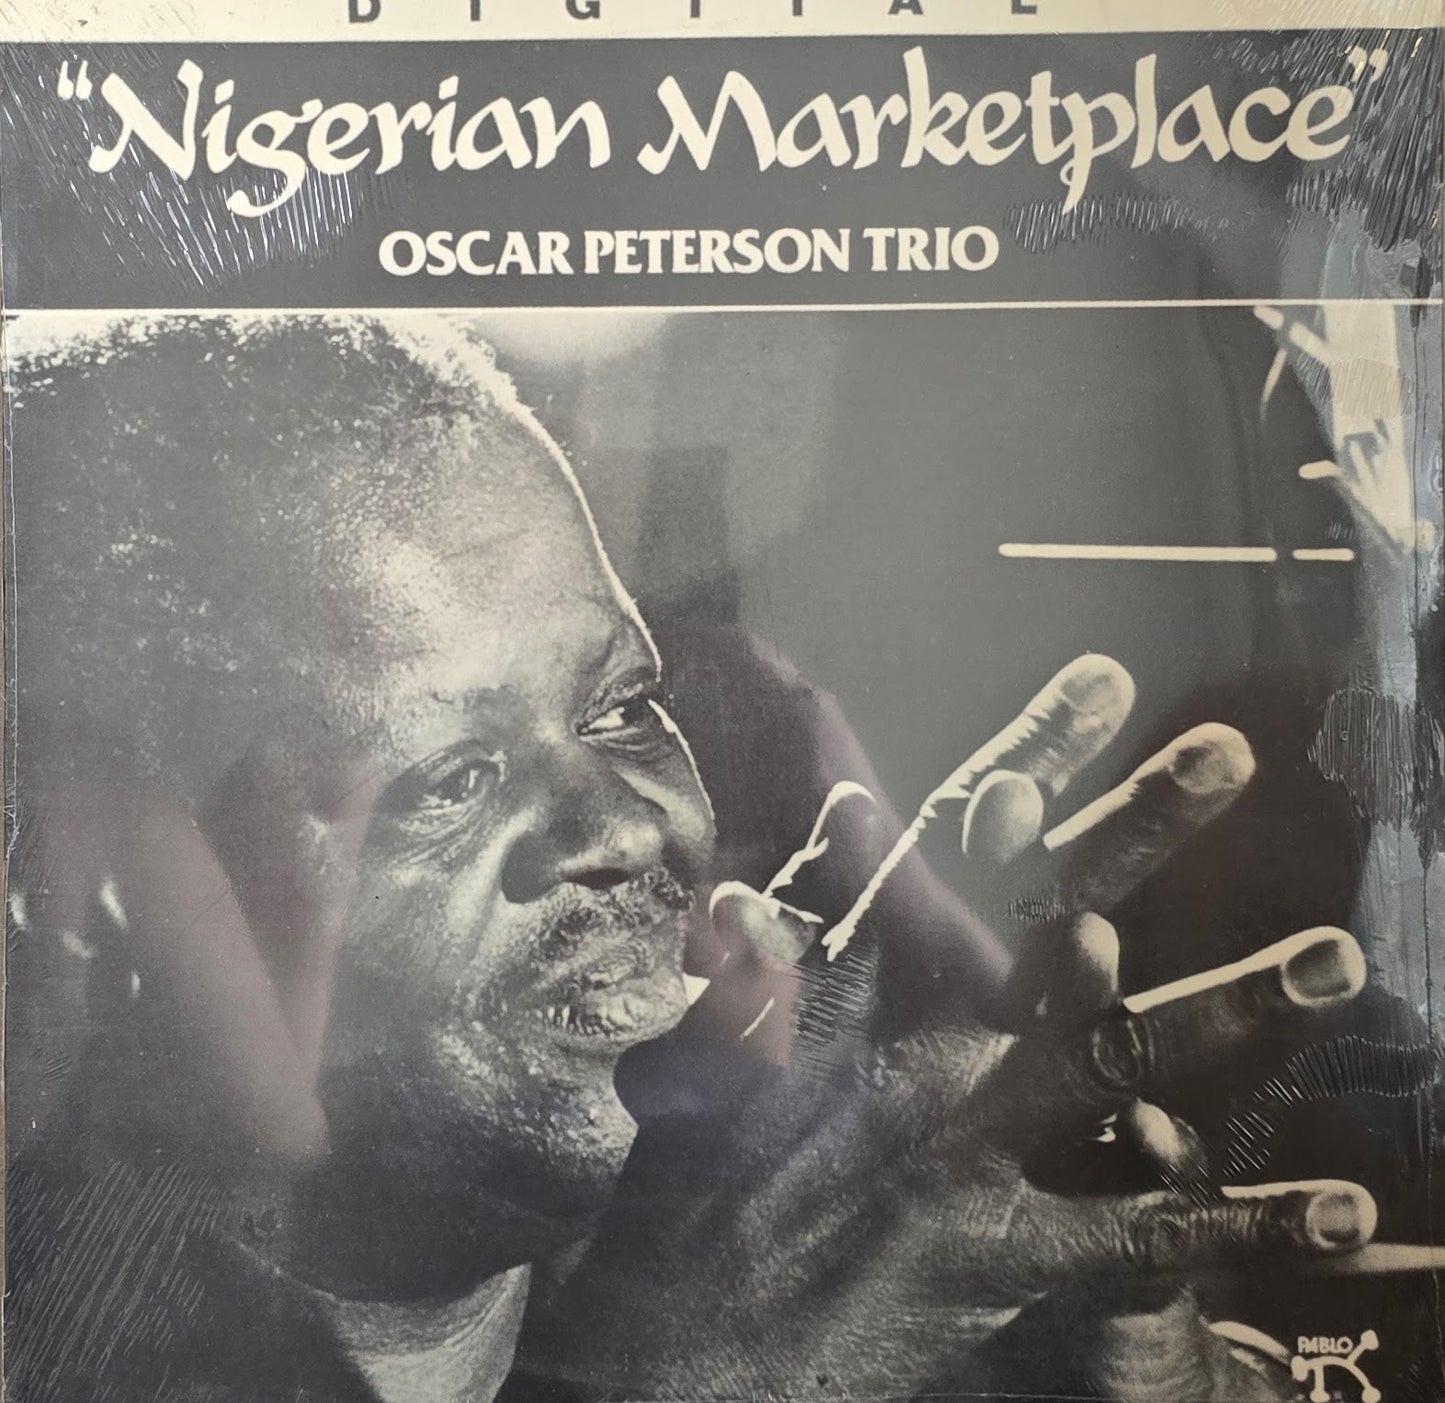 DIGITAL
“Nigerian Marketplace”
OSCAR PETERSON TRIO
PABLO